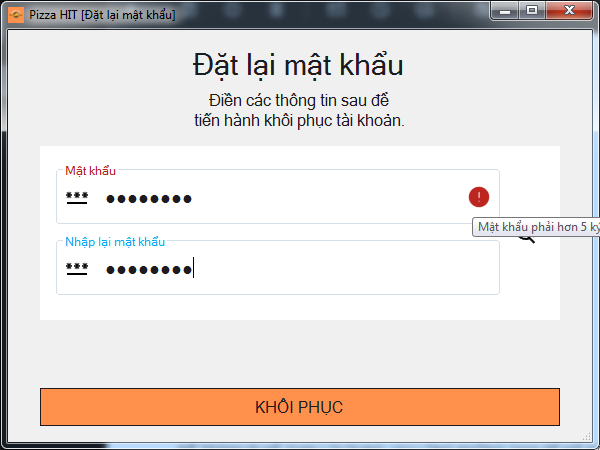 Pizza HIT [Đặt lại mật khẩu]
Đặt lại mật khẩu
Điền các thông tin sau để
tiến hành khôi phục tài khoản.
Mật khẩu
Mật khẩu phải hơn 5 ký
Nhập lại mật khẩu
KHÔI PHỤC